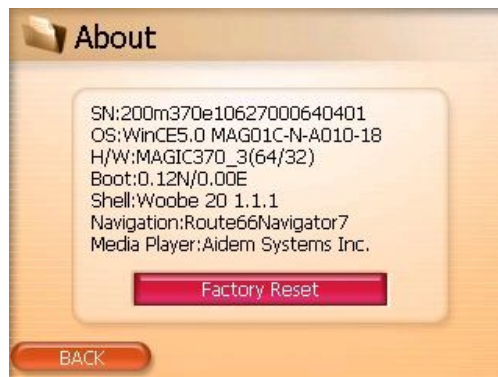 About
SN:200m370e10627000640401
OS:WinCE5.0 MAG01C-N-A010-18
H/W:MAGIC370_3(64/32)
Boot:0.12N/0.00E
Shell:Woobe 20 1.1.1
Navigation:Route66Navigator7
Media Player:Aidem Systems Inc.
Factory Reset
BACK